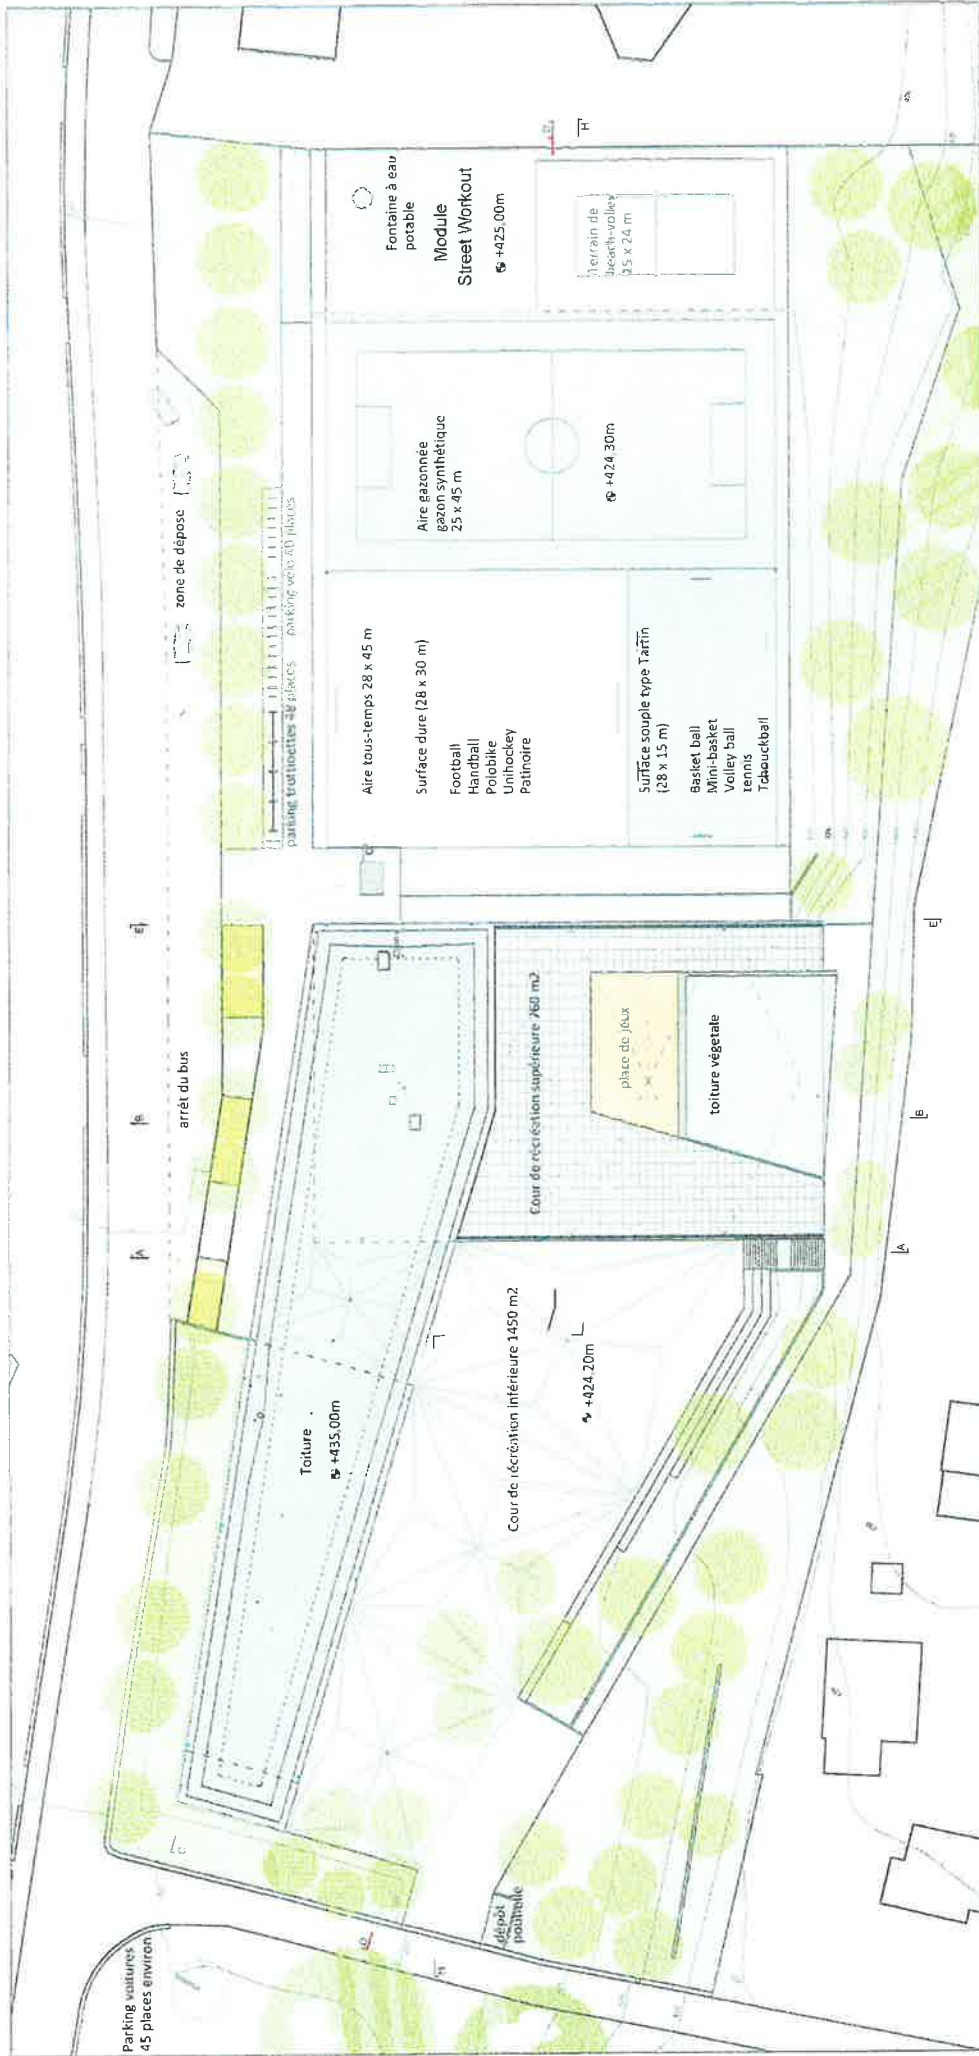 Fontaine à eau
potable
Module
Street Workout
+425,00m
Terrain de
beach-volley
25 x 24 m
zone de dépose
parking vélo 40 places
parking trottinettes 48 places
Aire gazonnée
gazon synthétique
25 x 45 m
+424,30m
Aire tous-temps 28 x 45 m
Surface dure (28 x 30 m)
Football
Handball
Polobike
Unihockey
Patinoire
Surface souple type Tartin
(28 x 15 m)
Basket ball
Mini-basket
Volley ball
tennis
Tchouckball
arrêt du bus
Cour de récréation supérieure 760 m2
place de jeux
toiture végetale
Toiture
+435,00m
Cour de récréation inférieure 1450 m2
+424.20m
dépôt
poubelle
Parking voitures
45 places environ
H
E
E
B
B
A
A